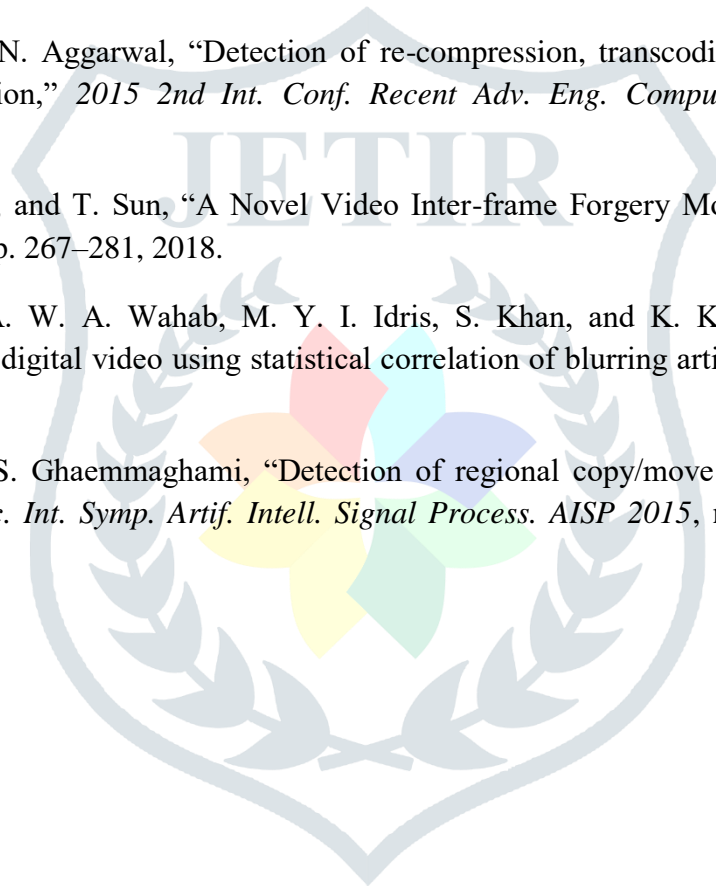 N. Aggarwal, “Detection of re-compression, transcodi
ion,” 2015 2nd Int. Conf. Recent Adv. Eng. Compu
JETIR
and T. Sun, “A Novel Video Inter-frame Forgery Mo
p. 267–281, 2018.
A. W. A. Wahab, M. Y. I. Idris, S. Khan, and K. K
digital video using statistical correlation of blurring arti
S. Ghaemmaghami, “Detection of regional copy/move
c. Int. Symp. Artif. Intell. Signal Process. AISP 2015,